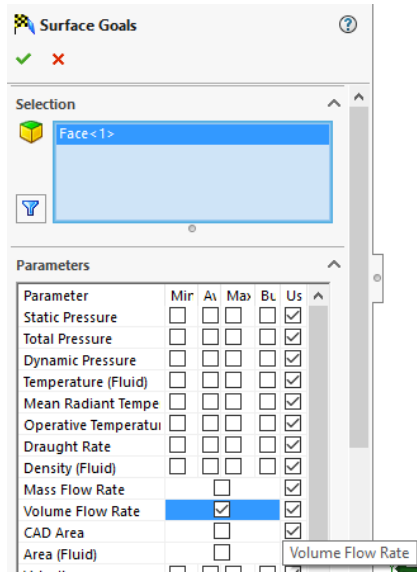 Surface Goals
Selection
Face<1>
Parameters
Parameter Mir Av Max Bu Us
Static Pressure
Total Pressure
Dynamic Pressure
Temperature (Fluid)
Mean Radiant Tempe
Operative Temperatur
Draught Rate
Density (Fluid)
Mass Flow Rate
Volume Flow Rate
CAD Area
Area (Fluid)
Volume Flow Rate